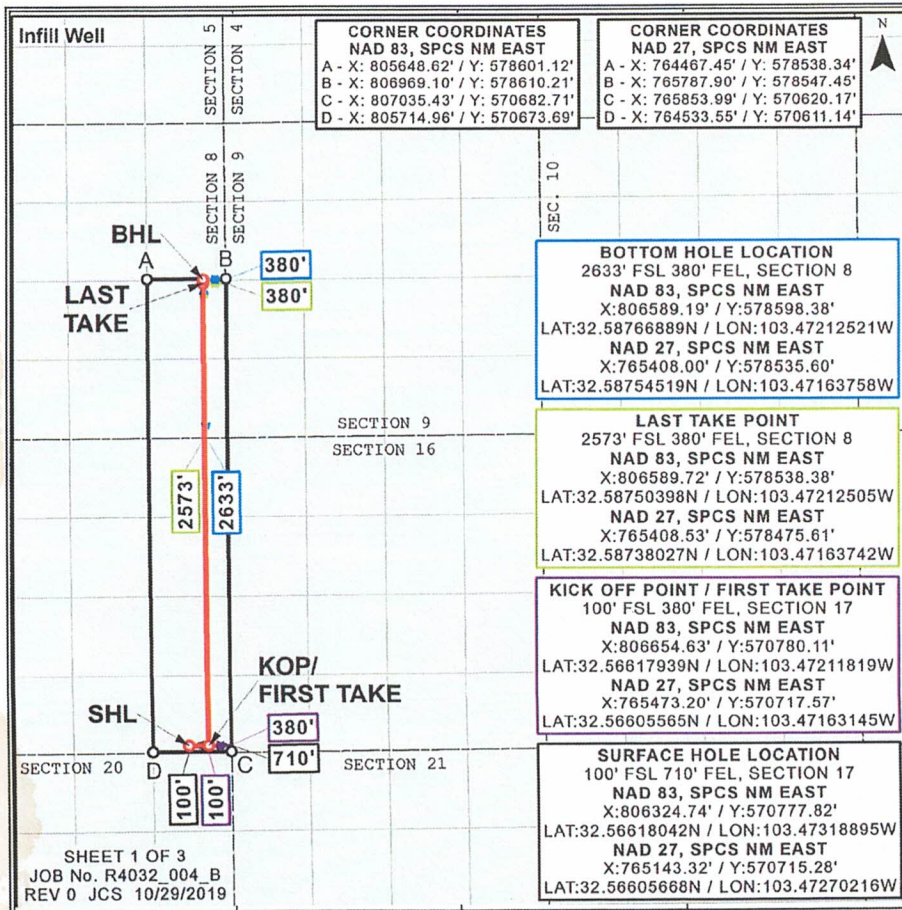 Infill Well
SECTION 5
SECTION 4
CORNER COORDINATES
NAD 83, SPCS NM EAST
A - X: 805648.62' / Y: 578601.12'
B - X: 806969.10' / Y: 578610.21'
C - X: 807035.43' / Y: 570682.71'
D - X: 805714.96' / Y: 570673.69'
CORNER COORDINATES
NAD 27, SPCS NM EAST
A - X: 764467.45' / Y: 578538.34'
B - X: 765787.90' / Y: 578547.45'
C - X: 765853.99' / Y: 570620.17'
D - X: 764533.55' / Y: 570611.14'
N
SECTION 8
SECTION 9
SEC. 10
BHL
A
B
380'
LAST
TAKE
380'
BOTTOM HOLE LOCATION
2633' FSL 380' FEL, SECTION 8
NAD 83, SPCS NM EAST
X:806589.19' / Y:578598.38'
LAT:32.58766889N / LON:103.47212521W
NAD 27, SPCS NM EAST
X:765408.00' / Y:578535.60'
LAT:32.58754519N / LON:103.47163758W
SECTION 9
SECTION 16
2573'
2633'
LAST TAKE POINT
2573' FSL 380' FEL, SECTION 8
NAD 83, SPCS NM EAST
X:806589.72' / Y:578538.38'
LAT:32.58750398N / LON:103.47212505W
NAD 27, SPCS NM EAST
X:765408.53' / Y:578475.61'
LAT:32.58738027N / LON:103.47163742W
KICK OFF POINT / FIRST TAKE POINT
100' FSL 380' FEL, SECTION 17
NAD 83, SPCS NM EAST
X:806654.63' / Y:570780.11'
LAT:32.56617939N / LON:103.47211819W
NAD 27, SPCS NM EAST
X:765473.20' / Y:570717.57'
LAT:32.56605565N / LON:103.47163145W
KOP/
FIRST TAKE
SHL
380'
710'
SECTION 20
D
C
SECTION 21
100'
100'
SURFACE HOLE LOCATION
100' FSL 710' FEL, SECTION 17
NAD 83, SPCS NM EAST
X:806324.74' / Y:570777.82'
LAT:32.56618042N / LON:103.47318895W
NAD 27, SPCS NM EAST
X:765143.32' / Y:570715.28'
LAT:32.56605668N / LON:103.47270216W
SHEET 1 OF 3
JOB No. R4032_004_B
REV 0 JCS 10/29/2019